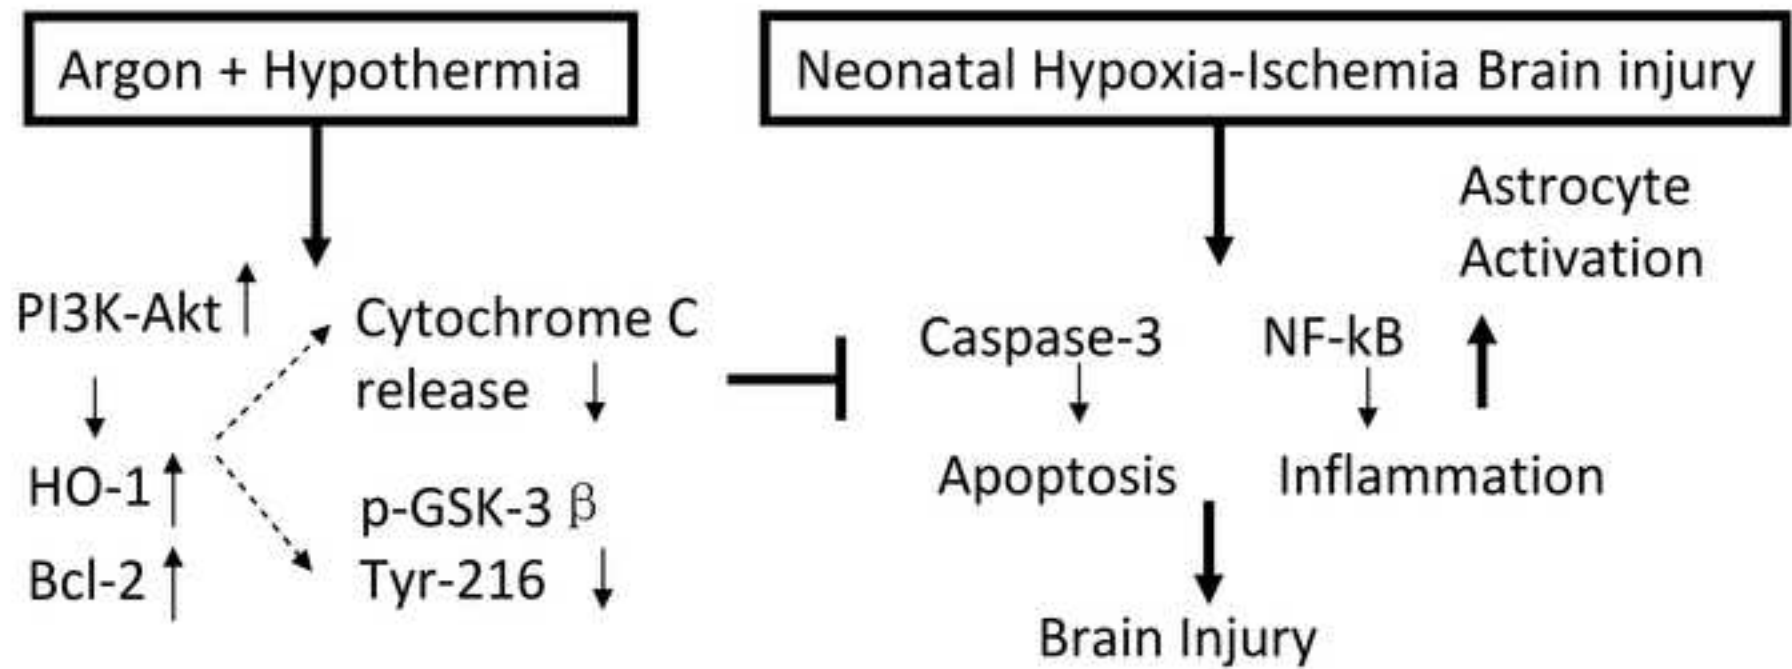 Argon + Hypothermia
Neonatal Hypoxia-Ischemia Brain injury
PI3K-Akt
Cytochrome C
release
HO-1
Bcl-2
p-GSK-3 β
Tyr-216
Astrocyte
Activation
Caspase-3
NF-kB
Apoptosis
Inflammation
Brain Injury